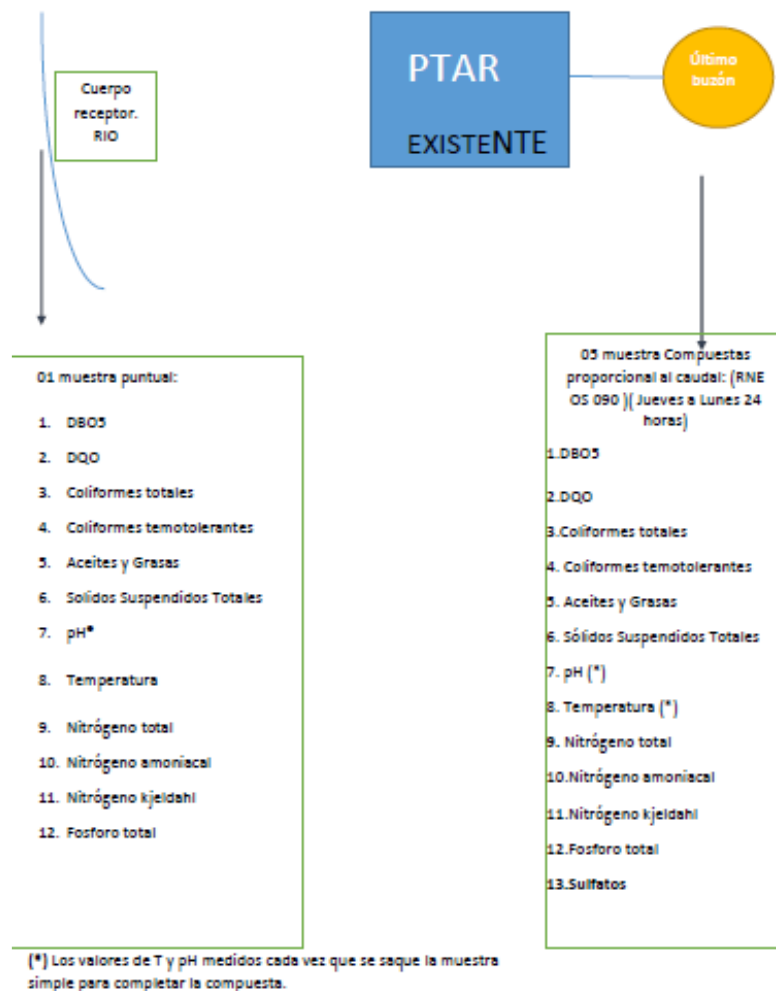 Cuerpo
receptor.
RIO
PTAR
EXISTENTE
Último
buzón
01 muestra puntual:
1. DBO5
2. DQO
3. Coliformes totales
4. Coliformes temotolerantes
5. Aceites y Grasas
6. Solidos Suspendidos Totales
7. pH*
8. Temperatura
9. Nitrógeno total
10. Nitrógeno amoniacal
11. Nitrógeno kjeldahl
12. Fosforo total
05 muestra Compuestas
proporcional al caudal: (RNE
OS 090 )( Jueves a Lunes 24
horas)
1.DBO5
2.DQO
3.Coliformes totales
4. Coliformes temotolerantes
5. Aceites y Grasas
6. Sólidos Suspendidos Totales
7. pH (*)
8. Temperatura (*)
9. Nitrógeno total
10.Nitrógeno amoniacal
11.Nitrógeno kjeldahl
12.Fosforo total
13.Sulfatos
(*) Los valores de T y pH medidos cada vez que se saque la muestra
simple para completar la compuesta.